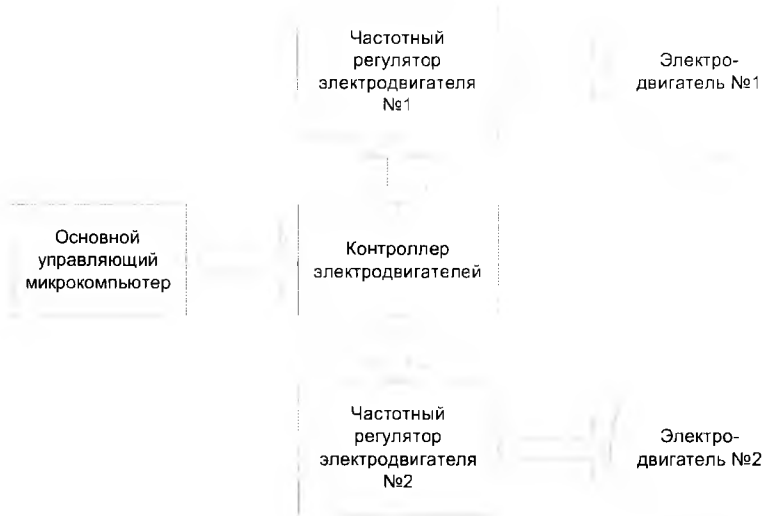 Частотный
регулятор
электродвигателя
№1
Электро-
двигатель №1
Основной
управляющий
микрокомпьютер
Контроллер
электродвигателей
Частотный
регулятор
электродвигателя
№2
Электро-
двигатель №2